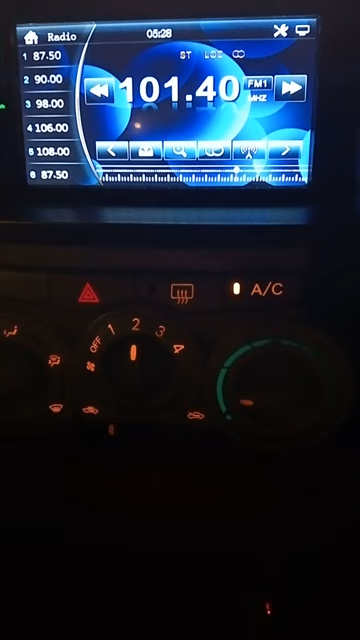 Radio 05:28
1 87.50
ST LOC
2 90.00
101.40 FM1
MHZ
3 98.00
4 106.00
5 108.00
6 87.50
A/C
OFF 1 2 3 4